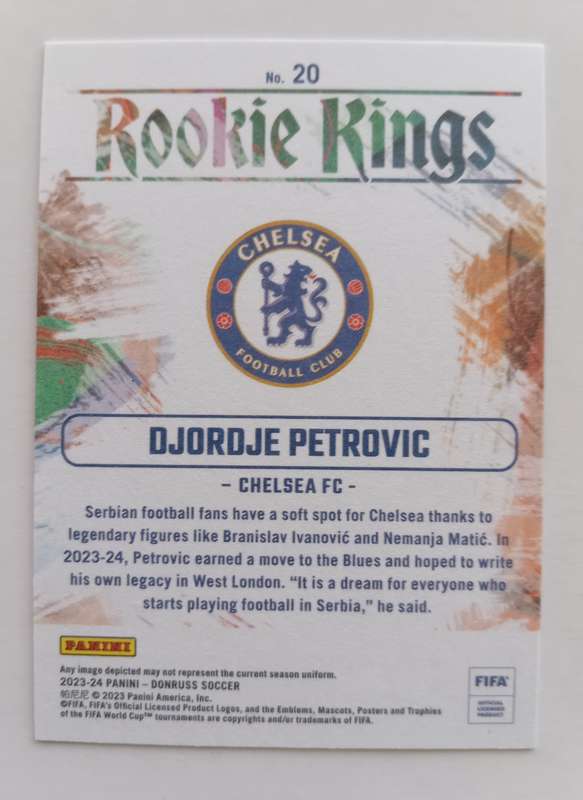 No. 20
Rookie Kings
CHELSEA
FOOTBALL CLUB
DJORDJE PETROVIC
– CHELSEA FC -
Serbian football fans have a soft spot for Chelsea thanks to
legendary figures like Branislav Ivanović and Nemanja Matić. In
2023-24, Petrovic earned a move to the Blues and hoped to write
his own legacy in West London. “It is a dream for everyone who
starts playing football in Serbia,” he said.
PANINI
Any image depicted may not represent the current season uniform.
2023-24 PANINI – DONRUSS SOCCER
帕尼尼 © 2023 Panini America, Inc.
©FIFA, FIFA's Official Licensed Product Logos, and the Emblems, Mascots, Posters and Trophies
of the FIFA World Cup™ tournaments are copyrights and/or trademarks of FIFA.
FIFA®
OFFICIAL
LICENSED
PRODUCT